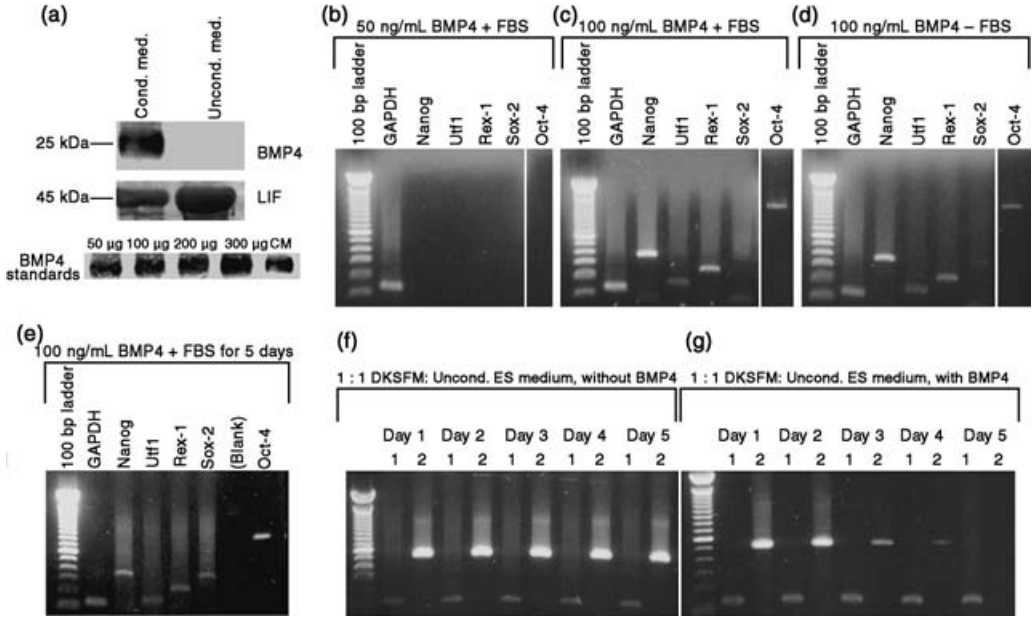 (a)
Cond. med.
Uncond. med.
25 kDa
BMP4
45 kDa
LIF
50 µg 100 µg 200 µg 300 µg CM
BMP4
standards
(b)
50 ng/mL BMP4 + FBS
100 bp ladder
GAPDH
Nanog
Utf1
Rex-1
Sox-2
Oct-4
(c)
100 ng/mL BMP4 + FBS
100 bp ladder
GAPDH
Nanog
Utf1
Rex-1
Sox-2
Oct-4
(d)
100 ng/mL BMP4 – FBS
100 bp ladder
GAPDH
Nanog
Utf1
Rex-1
Sox-2
Oct-4
(e)
100 ng/mL BMP4 + FBS for 5 days
100 bp ladder
GAPDH
Nanog
Utf1
Rex-1
Sox-2
(Blank)
Oct-4
(f)
1 : 1 DKSFM: Uncond. ES medium, without BMP4
Day 1 Day 2 Day 3 Day 4 Day 5
1 2 1 2 1 2 1 2 1 2
(g)
1 : 1 DKSFM: Uncond. ES medium, with BMP4
Day 1 Day 2 Day 3 Day 4 Day 5
1 2 1 2 1 2 1 2 1 2